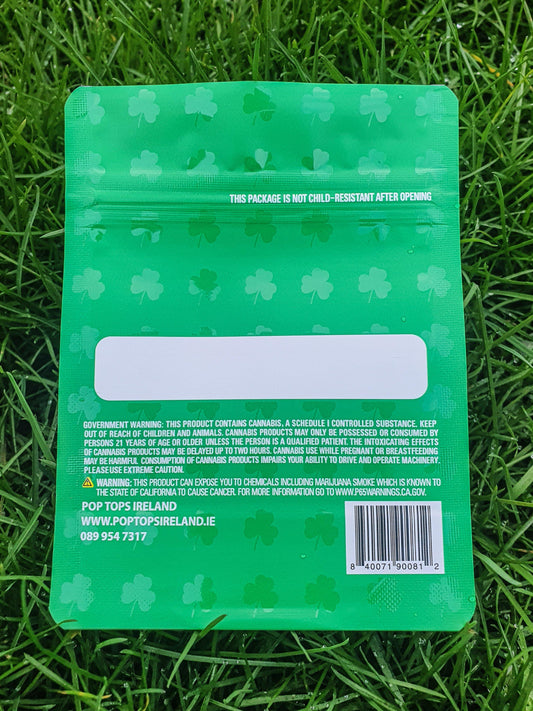 THIS PACKAGE IS NOT CHILD-RESISTANT AFTER OPENING
GOVERNMENT WARNING: THIS PRODUCT CONTAINS CANNABIS, A SCHEDULE I CONTROLLED SUBSTANCE. KEEP
OUT OF REACH OF CHILDREN AND ANIMALS. CANNABIS PRODUCTS MAY ONLY BE POSSESSED OR CONSUMED BY
PERSONS 21 YEARS OF AGE OR OLDER UNLESS THE PERSON IS A QUALIFIED PATIENT. THE INTOXICATING EFFECTS
OF CANNABIS PRODUCTS MAY BE DELAYED UP TO TWO HOURS. CANNABIS USE WHILE PREGNANT OR BREASTFEEDING
MAY BE HARMFUL. CONSUMPTION OF CANNABIS PRODUCTS IMPAIRS YOUR ABILITY TO DRIVE AND OPERATE MACHINERY.
PLEASE USE EXTREME CAUTION.
WARNING: THIS PRODUCT CAN EXPOSE YOU TO CHEMICALS INCLUDING MARIJUANA SMOKE WHICH IS KNOWN TO
THE STATE OF CALIFORNIA TO CAUSE CANCER. FOR MORE INFORMATION GO TO WWW.P65WARNINGS.CA.GOV.
POP TOPS IRELAND
WWW.POPTOPSIRELAND.IE
089 954 7317
8 40071 90081 2